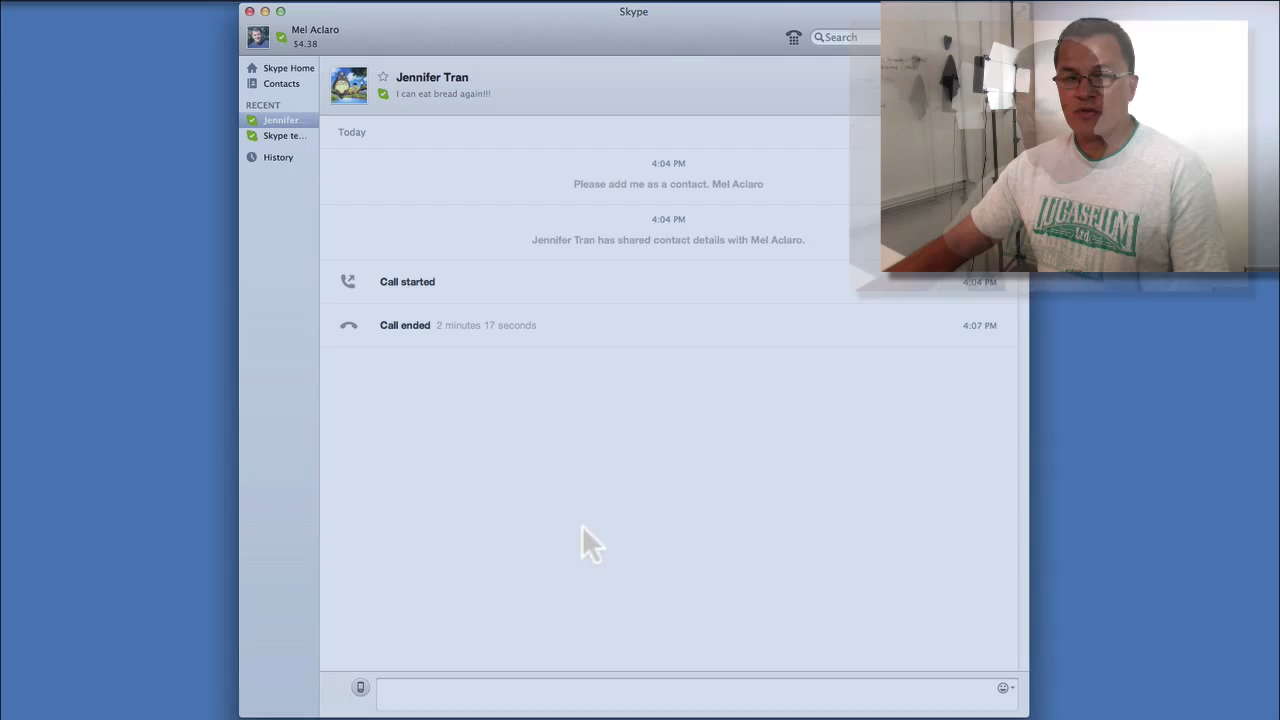 Skype
Mel Aclaro
$4.38
Search
Skype Home
Contacts
RECENT
Jennifer...
Skype te...
History
Jennifer Tran
I can eat bread again!!!
Today
4:04 PM
Please add me as a contact. Mel Aclaro
4:04 PM
Jennifer Tran has shared contact details with Mel Aclaro.
Call started
4:04 PM
Call ended 2 minutes 17 seconds
4:07 PM
LUCASFILM
Ltd